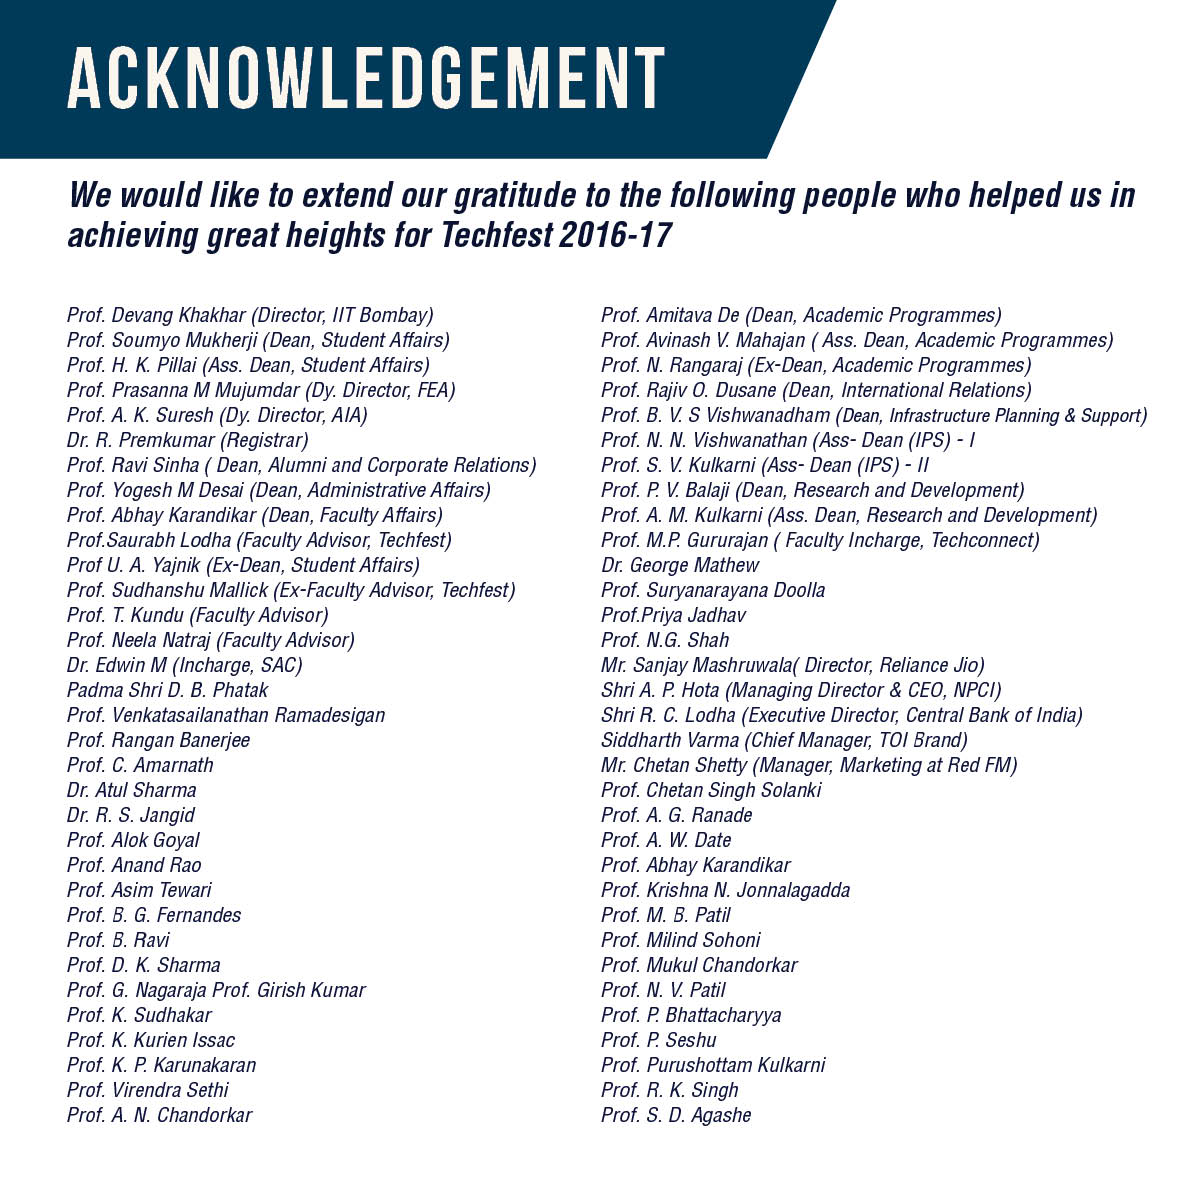 ACKNOWLEDGEMENT
We would like to extend our gratitude to the following people who helped us in
achieving great heights for Techfest 2016-17
Prof. Devang Khakhar (Director, IIT Bombay)
Prof. Soumyo Mukherji (Dean, Student Affairs)
Prof. H. K. Pillai (Ass. Dean, Student Affairs)
Prof. Prasanna M Mujumdar (Dy. Director, FEA)
Prof. A. K. Suresh (Dy. Director, AIA)
Dr. R. Premkumar (Registrar)
Prof. Ravi Sinha ( Dean, Alumni and Corporate Relations)
Prof. Yogesh M Desai (Dean, Administrative Affairs)
Prof. Abhay Karandikar (Dean, Faculty Affairs)
Prof.Saurabh Lodha (Faculty Advisor, Techfest)
Prof U. A. Yajnik (Ex-Dean, Student Affairs)
Prof. Sudhanshu Mallick (Ex-Faculty Advisor, Techfest)
Prof. T. Kundu (Faculty Advisor)
Prof. Neela Natraj (Faculty Advisor)
Dr. Edwin M (Incharge, SAC)
Padma Shri D. B. Phatak
Prof. Venkatasailanathan Ramadesigan
Prof. Rangan Banerjee
Prof. C. Amarnath
Dr. Atul Sharma
Dr. R. S. Jangid
Prof. Alok Goyal
Prof. Anand Rao
Prof. Asim Tewari
Prof. B. G. Fernandes
Prof. B. Ravi
Prof. D. K. Sharma
Prof. G. Nagaraja Prof. Girish Kumar
Prof. K. Sudhakar
Prof. K. Kurien Issac
Prof. K. P. Karunakaran
Prof. Virendra Sethi
Prof. A. N. Chandorkar
Prof. Amitava De (Dean, Academic Programmes)
Prof. Avinash V. Mahajan ( Ass. Dean, Academic Programmes)
Prof. N. Rangaraj (Ex-Dean, Academic Programmes)
Prof. Rajiv O. Dusane (Dean, International Relations)
Prof. B. V. S Vishwanadham (Dean, Infrastructure Planning & Support)
Prof. N. N. Vishwanathan (Ass- Dean (IPS) - I
Prof. S. V. Kulkarni (Ass- Dean (IPS) - II
Prof. P. V. Balaji (Dean, Research and Development)
Prof. A. M. Kulkarni (Ass. Dean, Research and Development)
Prof. M.P. Gururajan ( Faculty Incharge, Techconnect)
Dr. George Mathew
Prof. Suryanarayana Doolla
Prof.Priya Jadhav
Prof. N.G. Shah
Mr. Sanjay Mashruwala( Director, Reliance Jio)
Shri A. P. Hota (Managing Director & CEO, NPCI)
Shri R. C. Lodha (Executive Director, Central Bank of India)
Siddharth Varma (Chief Manager, TOI Brand)
Mr. Chetan Shetty (Manager, Marketing at Red FM)
Prof. Chetan Singh Solanki
Prof. A. G. Ranade
Prof. A. W. Date
Prof. Abhay Karandikar
Prof. Krishna N. Jonnalagadda
Prof. M. B. Patil
Prof. Milind Sohoni
Prof. Mukul Chandorkar
Prof. N. V. Patil
Prof. P. Bhattacharyya
Prof. P. Seshu
Prof. Purushottam Kulkarni
Prof. R. K. Singh
Prof. S. D. Agashe